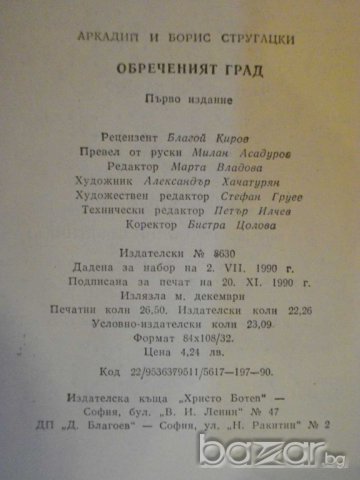 АРКАДИЙ И БОРИС СТРУГАЦКИ
ОБРЕЧЕНИЯТ ГРАД
Първо издание
Рецензент Благой Киров
Превел от руски Милан Асадуров
Редактор Марта Владова
Художник Александър Хачатурян
Художествен редактор Стефан Груев
Технически редактор Петър Илчев
Коректор Бистра Цолова
Издателски № 8630
Дадена за набор на 2. VII. 1990 г.
Подписана за печат на 20. XI. 1990 г.
Излязла м. декември
Печатни коли 26,50. Издателски коли 22,26
Условно-издателски коли 23,09
Формат 84х108/32.
Цена 4,24 лв.
Код 22/9536379511/5617—197—90.
Издателска къща „Христо Ботев" —
София, бул. „В. И. Ленин" № 47
ДП „Д. Благоев" — София, ул. „Н. Ракитин" № 2
bazar.bg